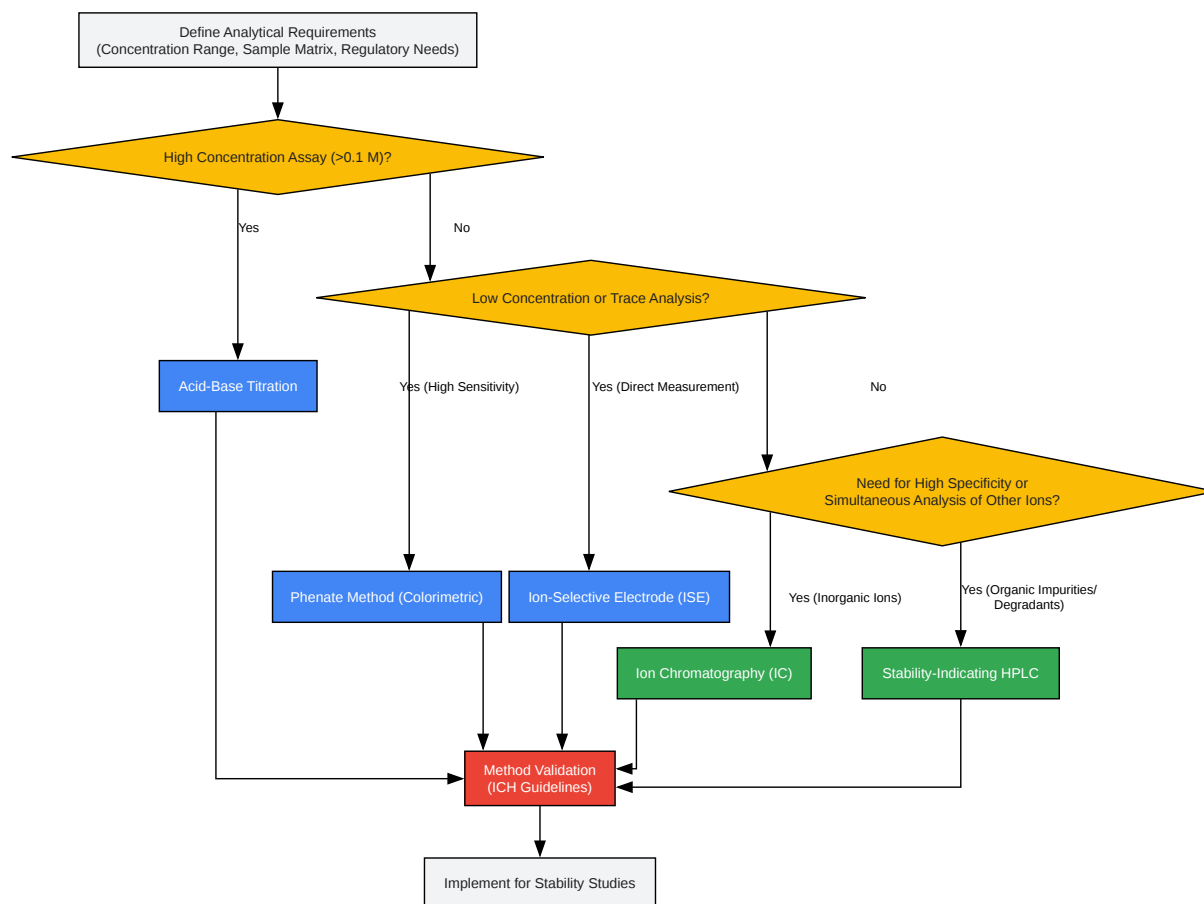 Define Analytical Requirements
(Concentration Range, Sample Matrix, Regulatory Needs)
High Concentration Assay (>0.1 M)?
Yes
No
Low Concentration or Trace Analysis?
Acid-Base Titration
Yes (High Sensitivity)
Yes (Direct Measurement)
No
Need for High Specificity or
Simultaneous Analysis of Other Ions?
Phenate Method (Colorimetric)
Ion-Selective Electrode (ISE)
Yes (Inorganic Ions)
Yes (Organic Impurities/
Degradants)
Ion Chromatography (IC)
Stability-Indicating HPLC
Method Validation
(ICH Guidelines)
Implement for Stability Studies